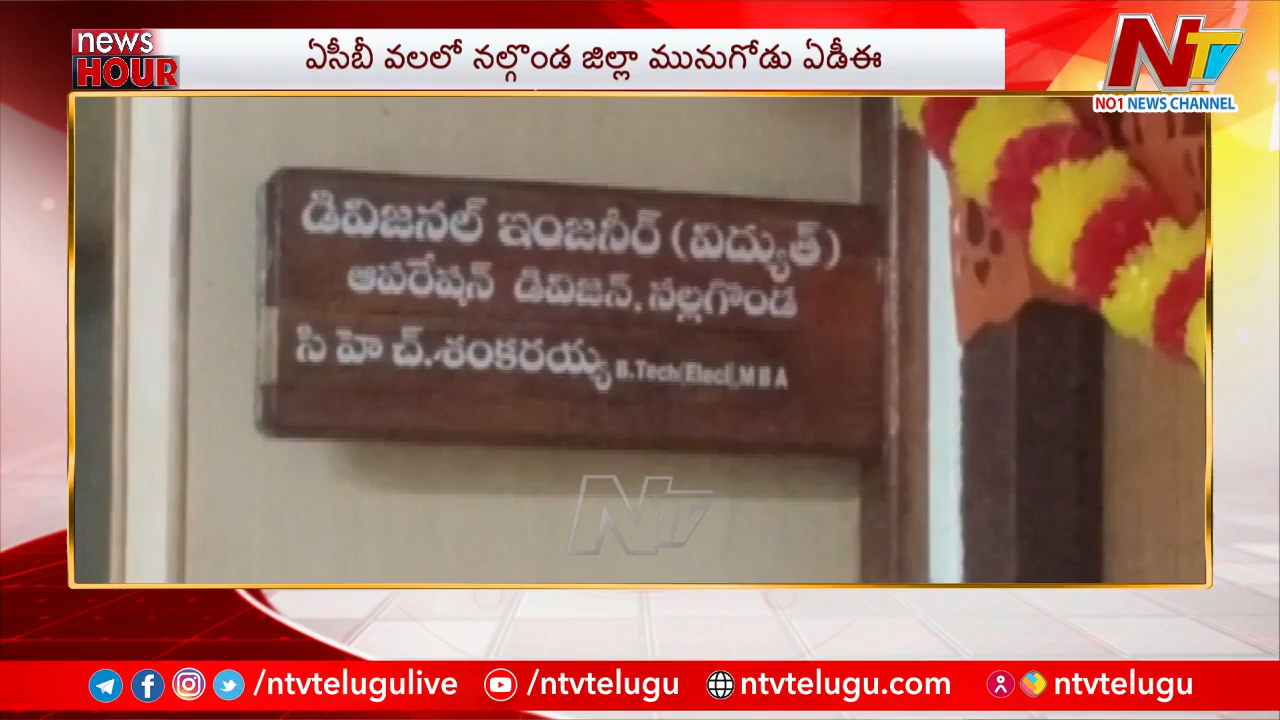 news
HOUR
ఏసీబీ వలలో నల్గొండ జిల్లా మునుగోడు ఏడీఈ
NTV
NO1 NEWS CHANNEL
డివిజనల్ ఇంజనీర్ (విద్యుత్)
ఆపరేషన్ డివిజన్, నల్లగొండ
సి హెచ్.శంకరయ్య B.Tech(Elec),M B A
NTV
/ntvtelugulive /ntvtelugu ntvtelugu.com ntvtelugu